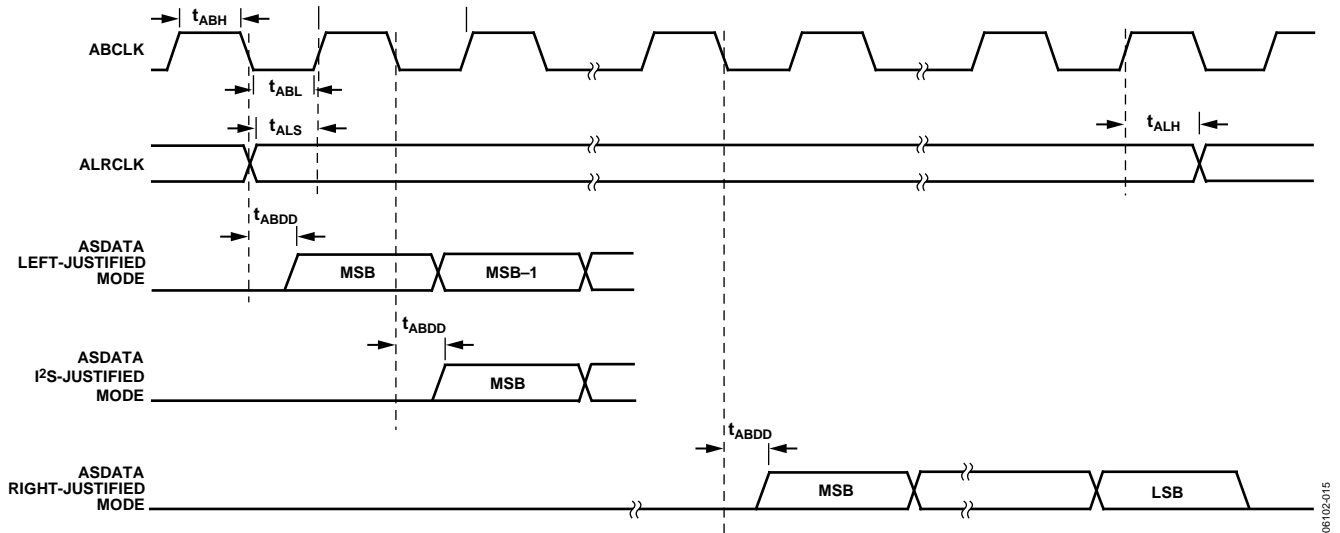 tABH
ABCLK
tABL
tALS
tALH
ALRCLK
tABDD
ASDATA
LEFT-JUSTIFIED
MODE
MSB
MSB–1
tABDD
ASDATA
I²S-JUSTIFIED
MODE
MSB
tABDD
ASDATA
RIGHT-JUSTIFIED
MODE
MSB
LSB
06102-015